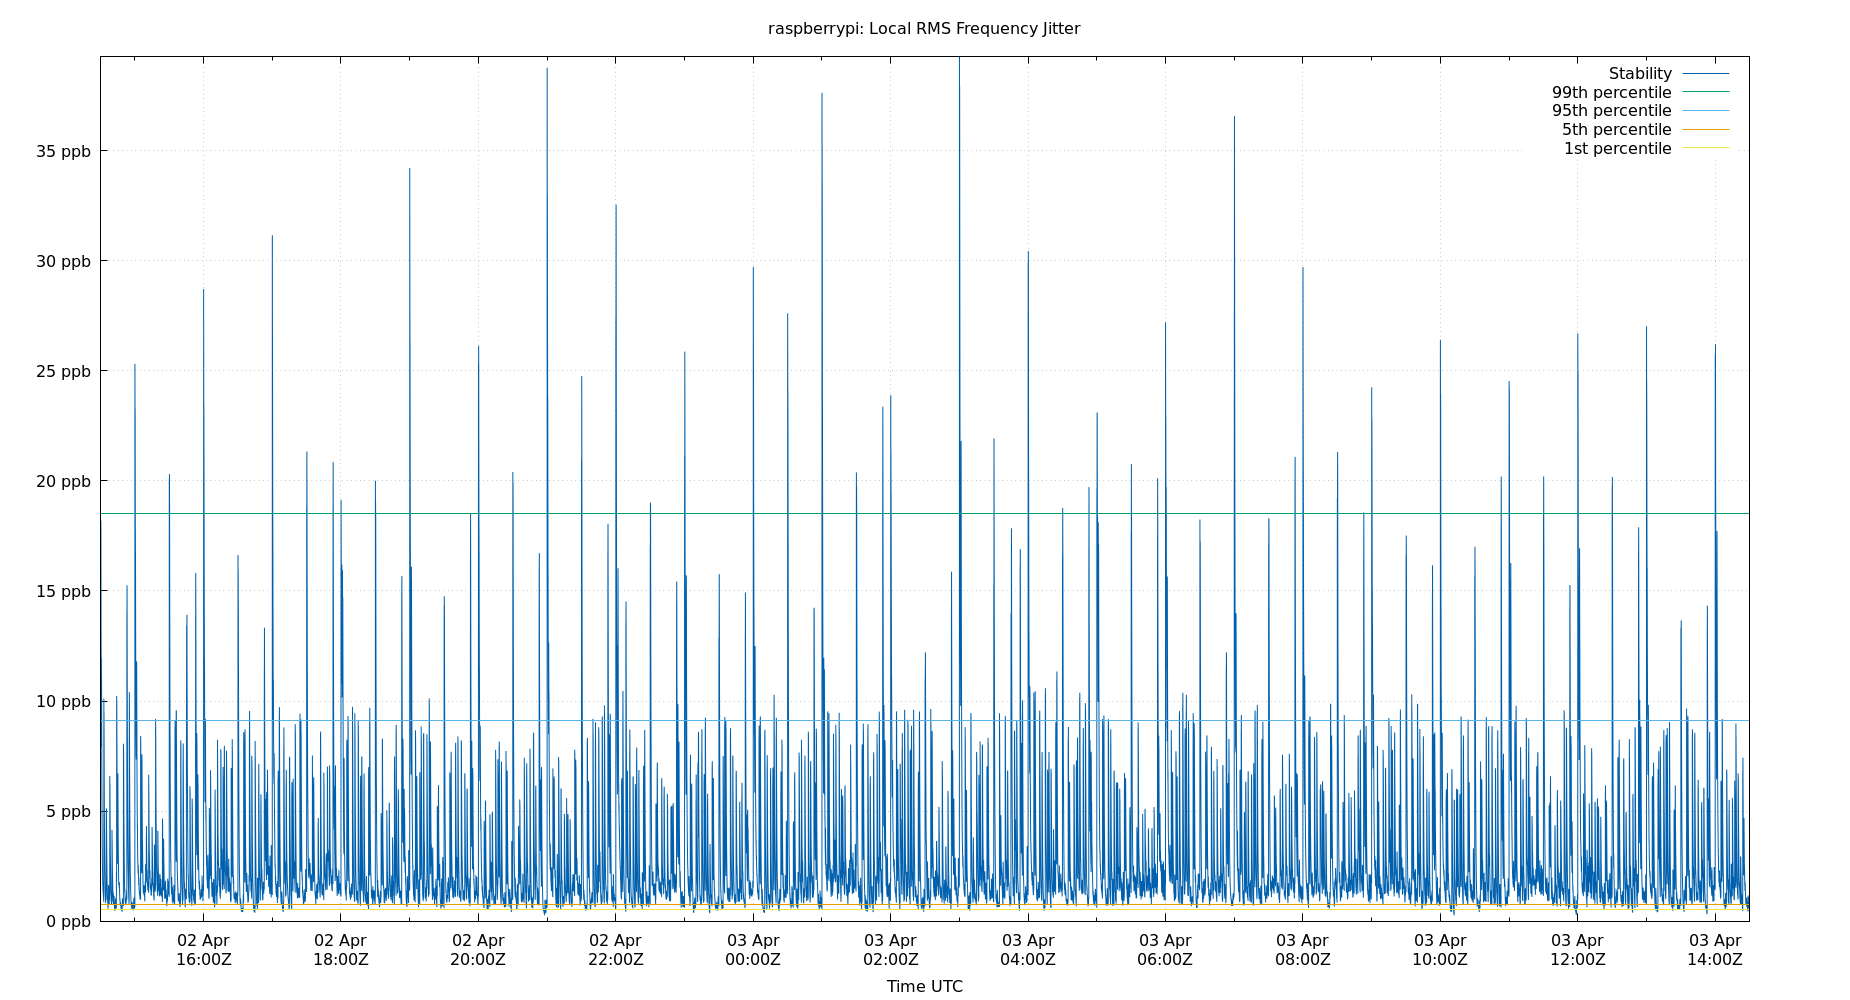 raspberrypi: Local RMS Frequency Jitter
Stability
99th percentile
95th percentile
5th percentile
1st percentile
35 ppb
30 ppb
25 ppb
20 ppb
15 ppb
10 ppb
5 ppb
0 ppb
02 Apr 02 Apr 02 Apr 02 Apr 03 Apr 03 Apr 03 Apr 03 Apr 03 Apr 03 Apr 03 Apr 03 Apr
16:00Z 18:00Z 20:00Z 22:00Z 00:00Z 02:00Z 04:00Z 06:00Z 08:00Z 10:00Z 12:00Z 14:00Z
Time UTC